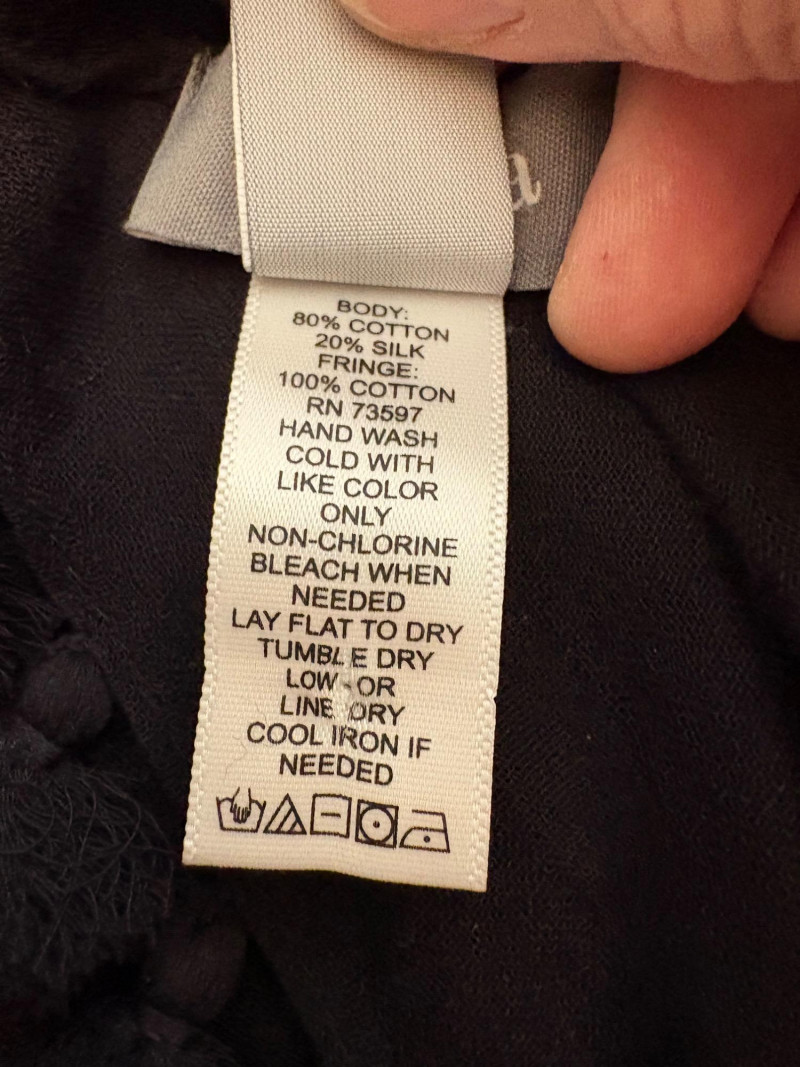 a
BODY:
80% COTTON
20% SILK
FRINGE:
100% COTTON
RN 73597
HAND WASH
COLD WITH
LIKE COLOR
ONLY
NON-CHLORINE
BLEACH WHEN
NEEDED
LAY FLAT TO DRY
TUMBLE DRY
LOW OR
LINE DRY
COOL IRON IF
NEEDED